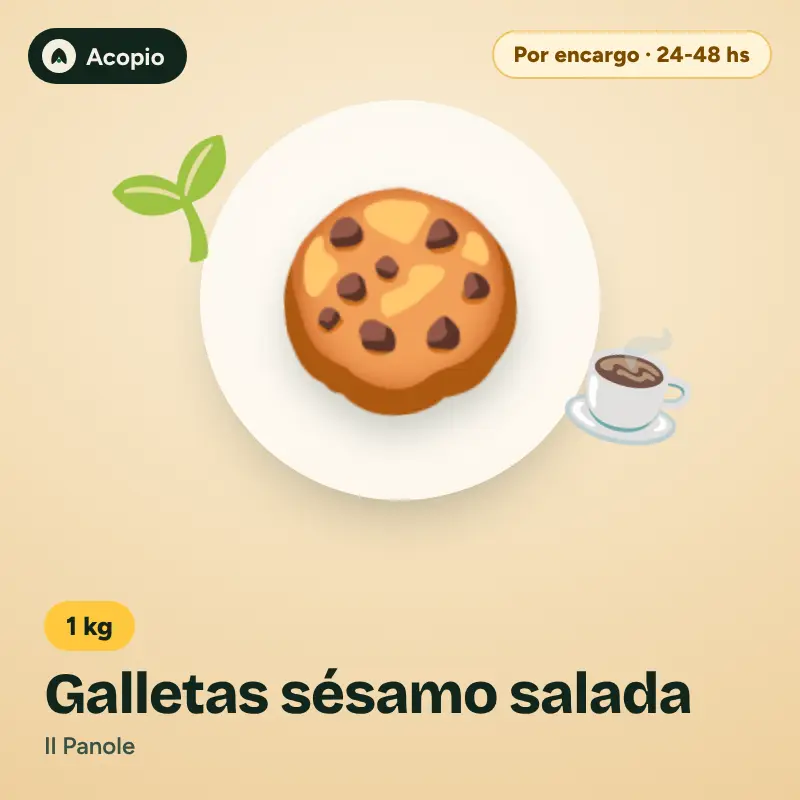 Acopio
Por encargo · 24-48 hs
1 kg
Galletas sésamo salada
Il Panole